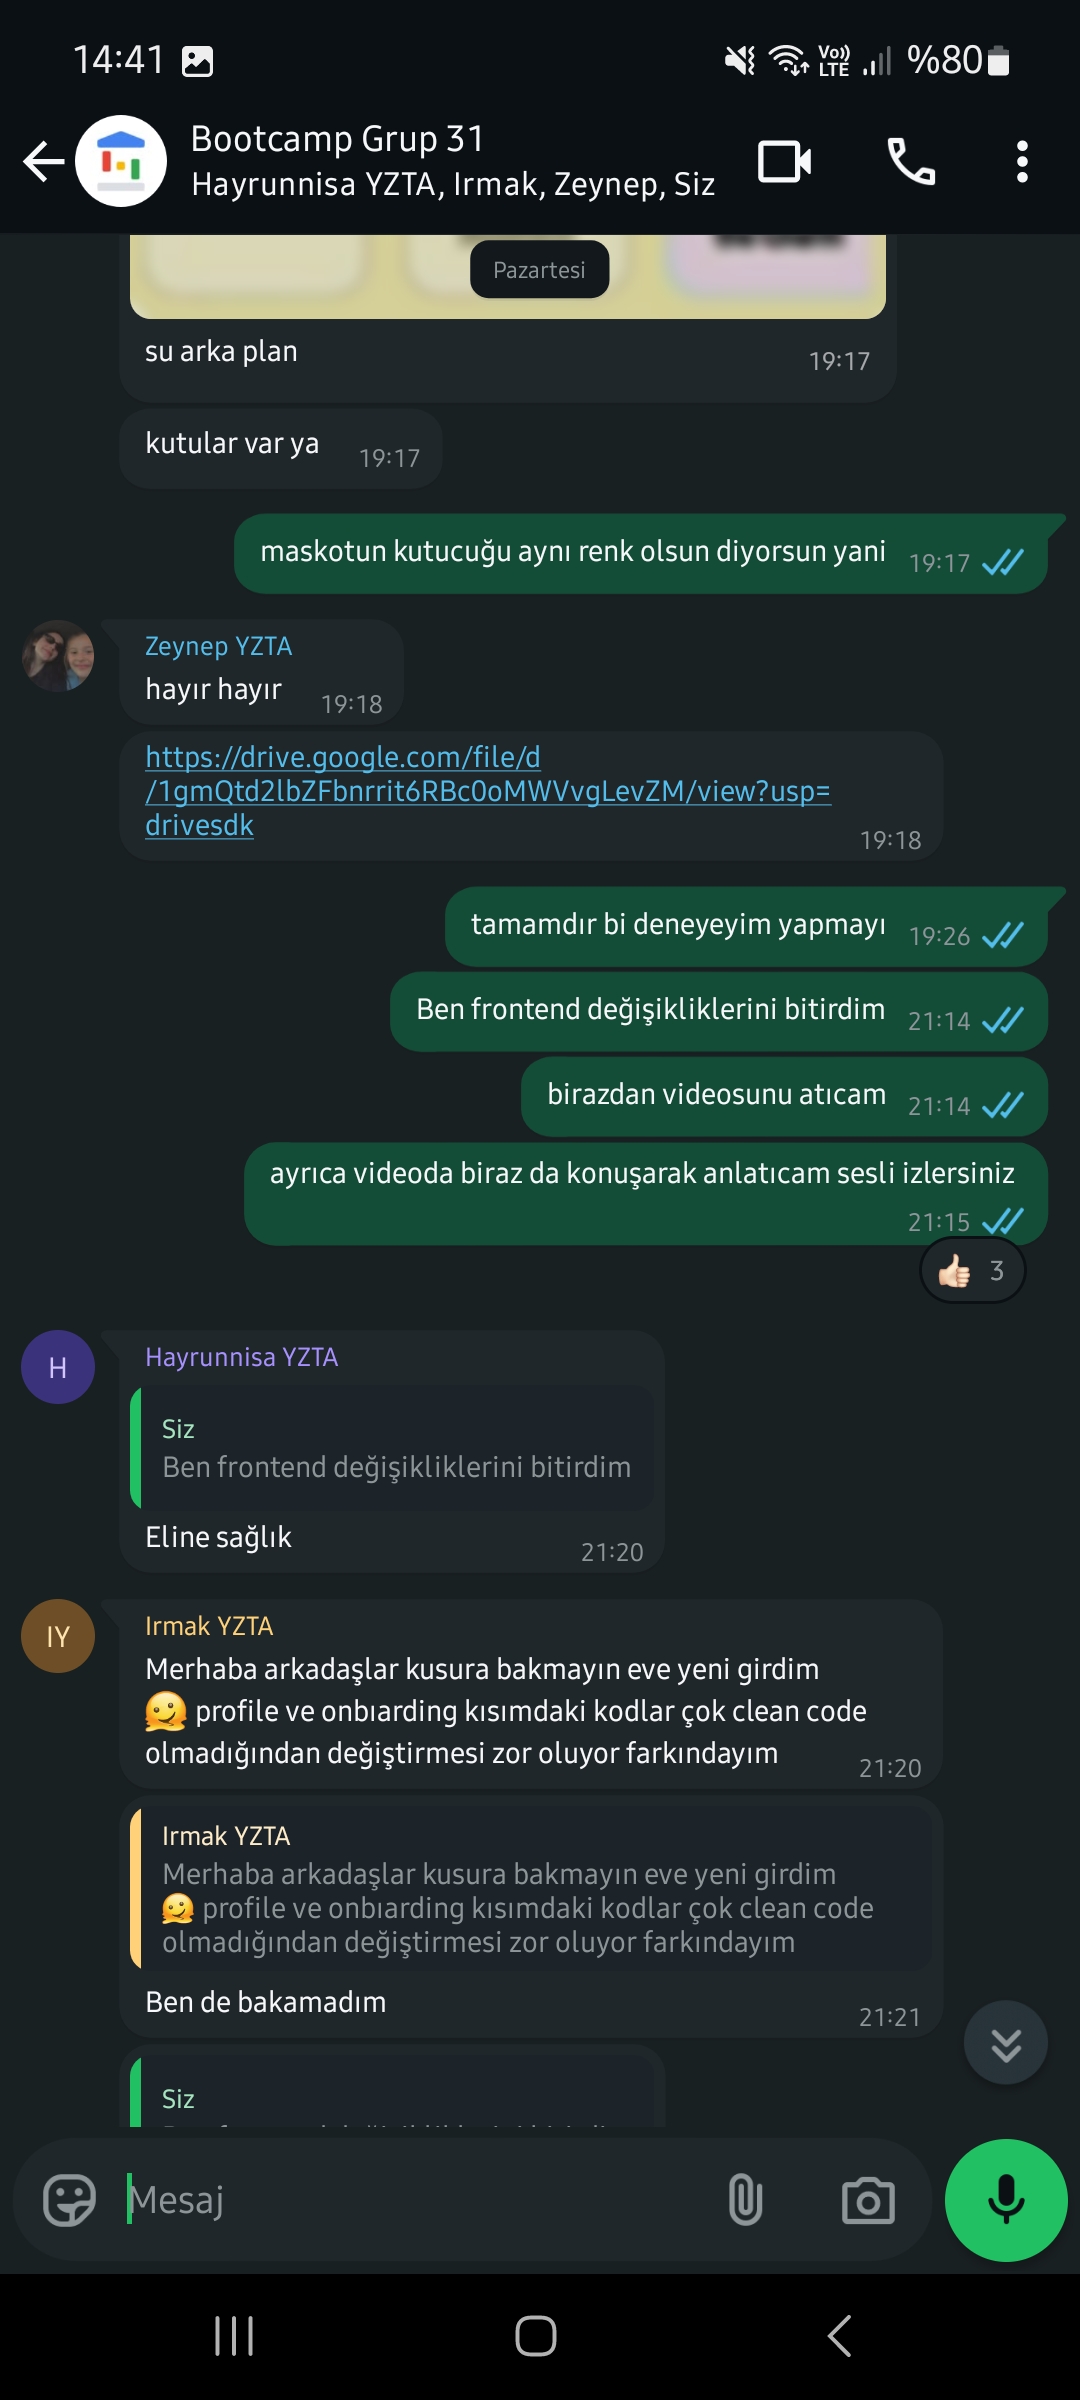 14:41
Vo))
LTE
%80
Bootcamp Grup 31
Hayrunnisa YZTA, Irmak, Zeynep, Siz
Pazartesi
su arka plan
19:17
kutular var ya
19:17
maskotun kutucuğu aynı renk olsun diyorsun yani
19:17
Zeynep YZTA
hayır hayır
19:18
https://drive.google.com/file/d
/1gmQtd2lbZFbnrrit6RBc0oMWVvgLevZM/view?usp=
drivesdk
19:18
tamamdır bi deneyeyim yapmayı
19:26
Ben frontend değişikliklerini bitirdim
21:14
birazdan videosunu atıcam
21:14
ayrıca videoda biraz da konuşarak anlatıcam sesli izlersiniz
21:15
👍🏻 3
H
Hayrunnisa YZTA
Siz
Ben frontend değişikliklerini bitirdim
Eline sağlık
21:20
IY
Irmak YZTA
Merhaba arkadaşlar kusura bakmayın eve yeni girdim
🫠 profile ve onbıarding kısımdaki kodlar çok clean code
olmadığından değiştirmesi zor oluyor farkındayım
21:20
Irmak YZTA
Merhaba arkadaşlar kusura bakmayın eve yeni girdim
🫠 profile ve onbıarding kısımdaki kodlar çok clean code
olmadığından değiştirmesi zor oluyor farkındayım
Ben de bakamadım
21:21
Siz
Mesaj